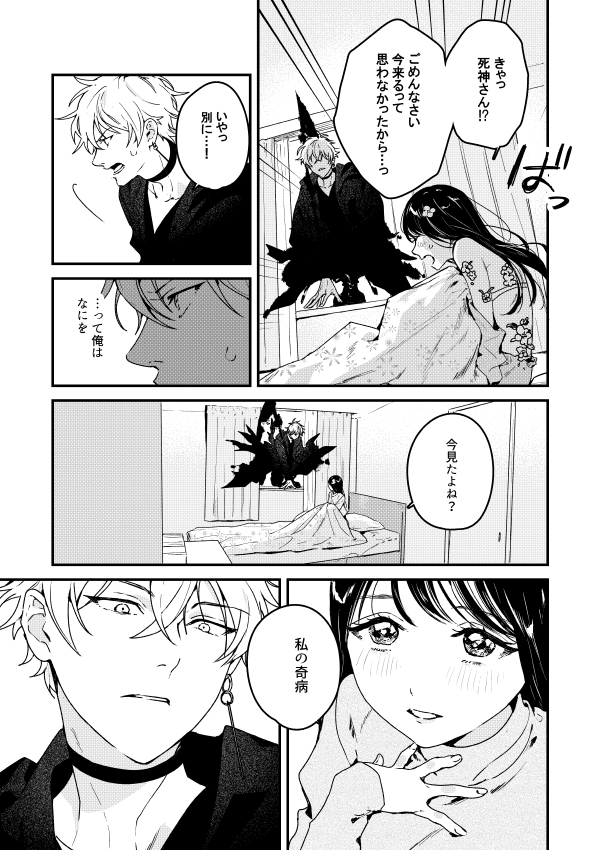 きゃっ
死神さん!?
ごめんなさい
今来るって
思わなかったから…っ
ばっ
いやっ
別に…!
…って俺は
なにを
今見たよね?
私の奇病